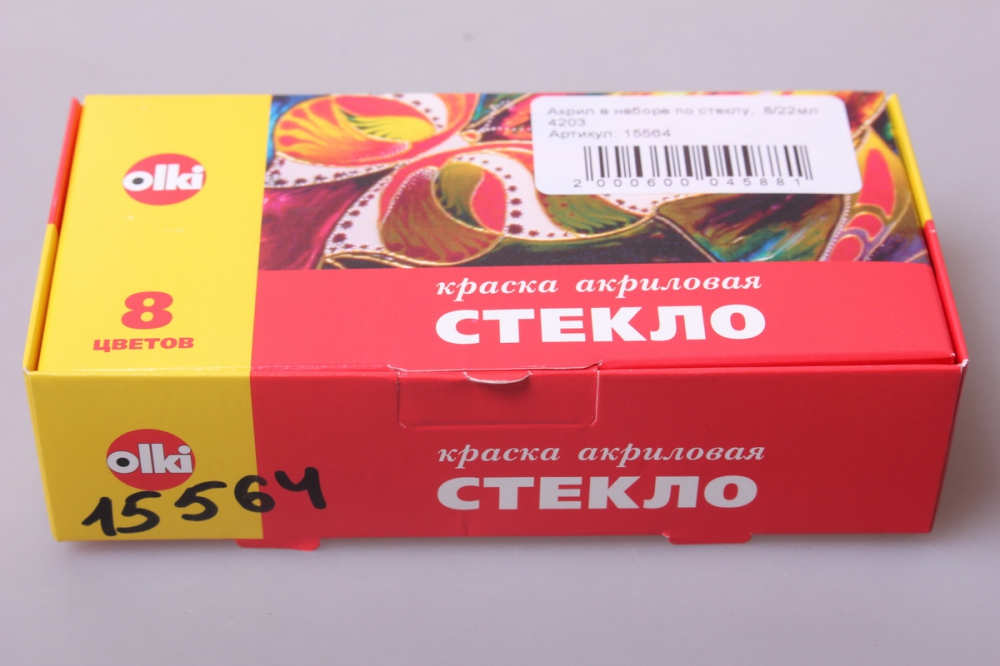 olki
8
ЦВЕТОВ
Акрил в наборе по стеклу, 8/22мл
4203
Артикул: 15564
2 000600 045881
краска акриловая
СТЕКЛО
olki
15564
краска акриловая
СТЕКЛО